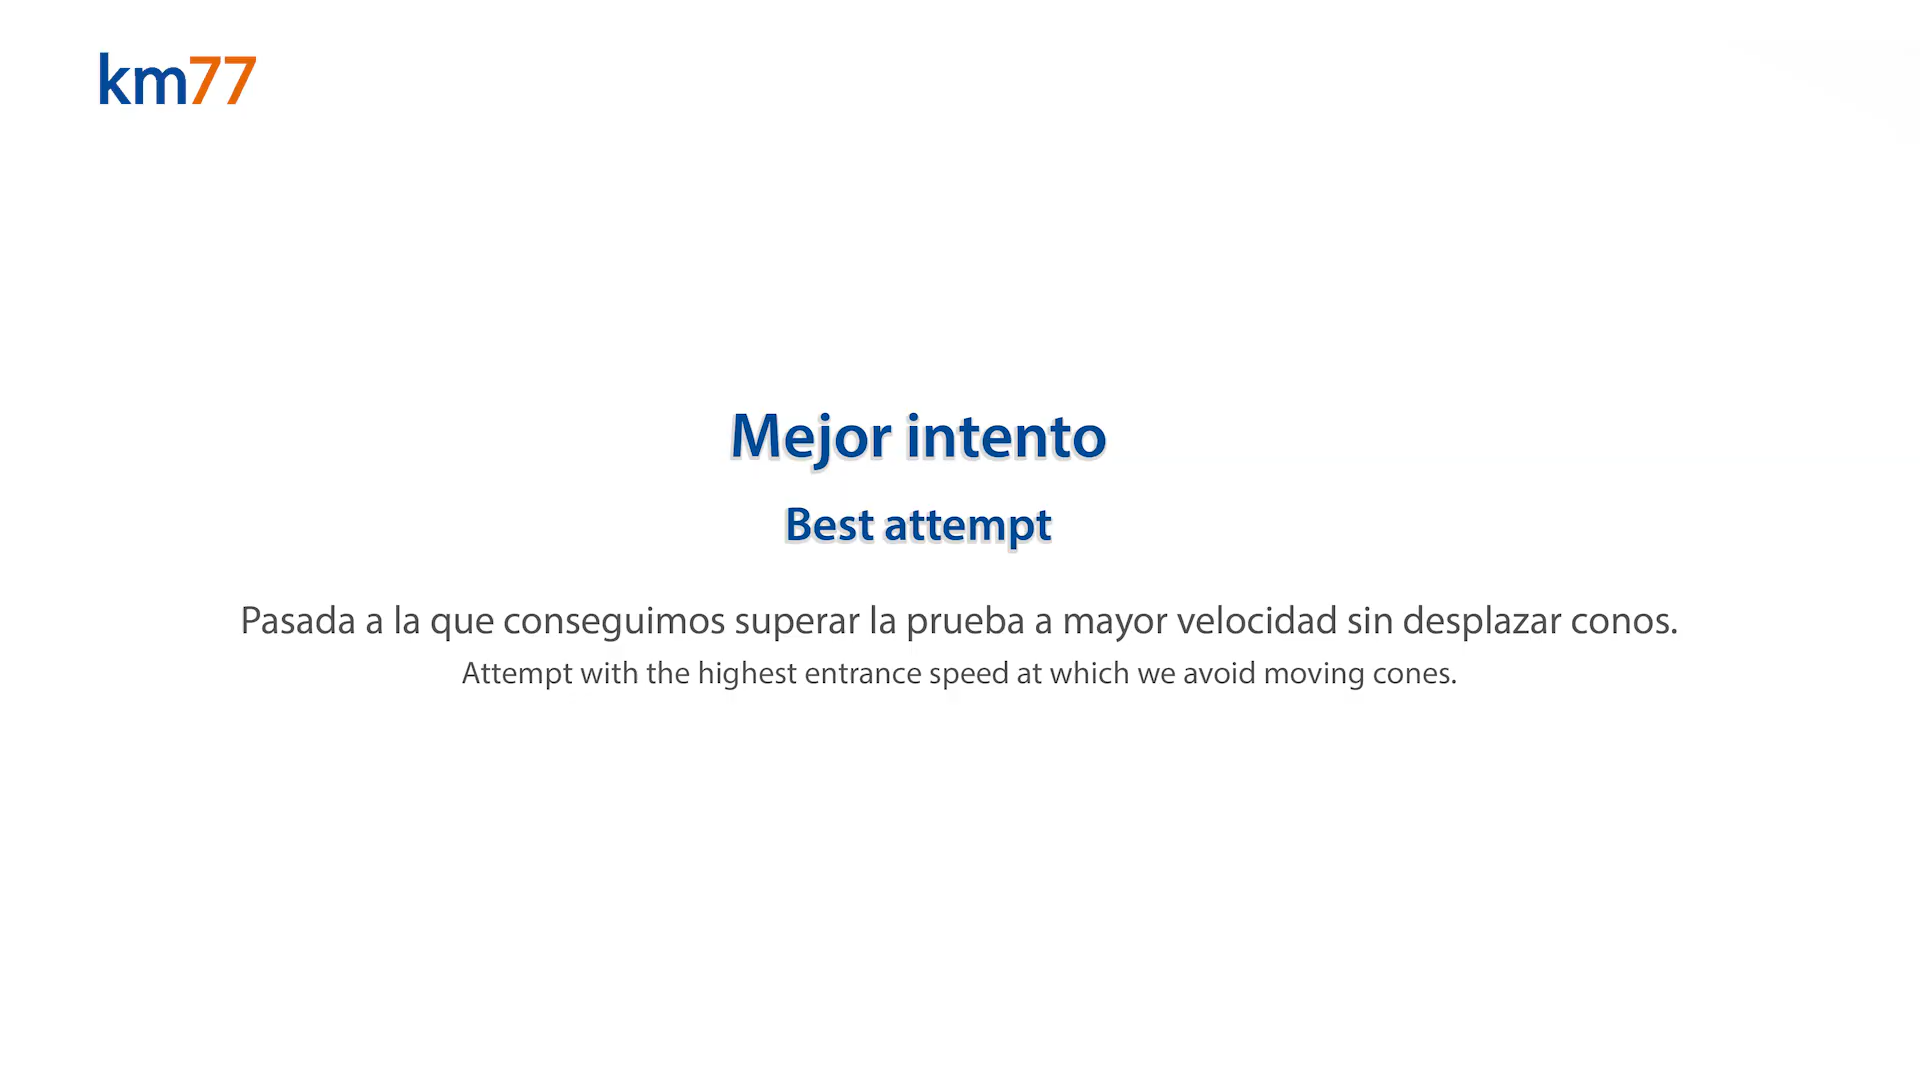 km77
Mejor intento
Best attempt
Pasada a la que conseguimos superar la prueba a mayor velocidad sin desplazar conos.
Attempt with the highest entrance speed at which we avoid moving cones.